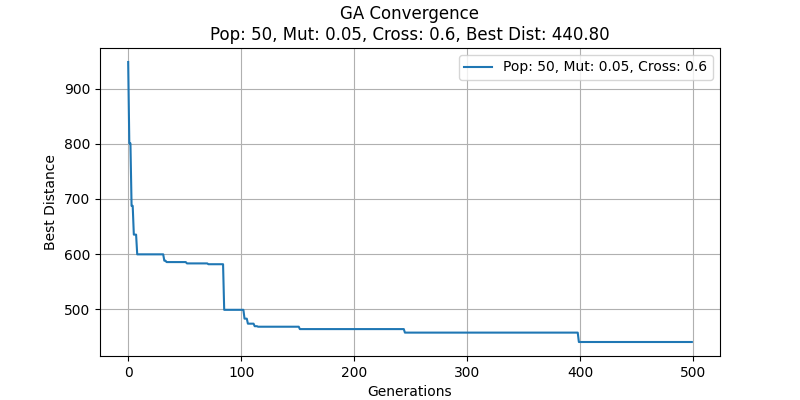 GA Convergence
Pop: 50, Mut: 0.05, Cross: 0.6, Best Dist: 440.80
Pop: 50, Mut: 0.05, Cross: 0.6
900
800
700
600
500
Best Distance
0 100 200 300 400 500
Generations